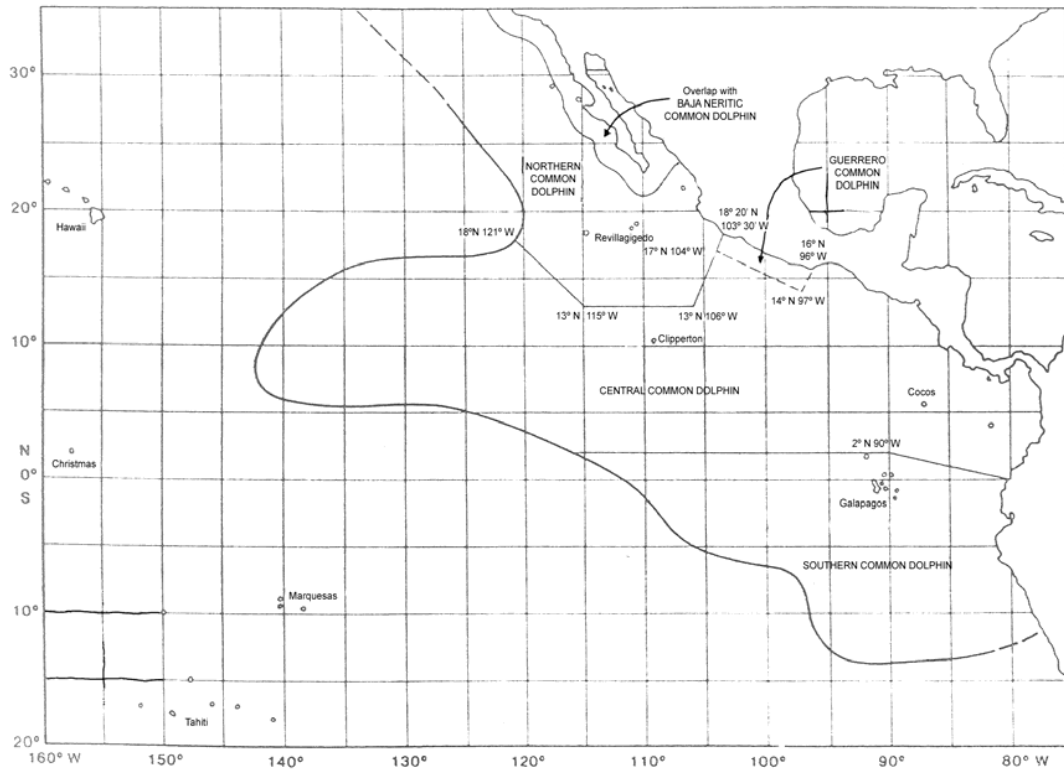 30°
20°
10°
N
0°
S
10°
20°
160° W
150°
140°
130°
120°
110°
100°
90°
80° W
Overlap with
BAJA NERITIC
COMMON DOLPHIN
NORTHERN
COMMON
DOLPHIN
GUERRERO
COMMON
DOLPHIN
Hawaii
18°N 121° W
Revillagigedo
17° N 104° W
18° 20' N
103° 30' W
16° N
96° W
14° N 97° W
13° N 115° W
13° N 106° W
Clipperton
CENTRAL COMMON DOLPHIN
Cocos
2° N 90° W
Christmas
Galapagos
SOUTHERN COMMON DOLPHIN
Marquesas
Tahiti